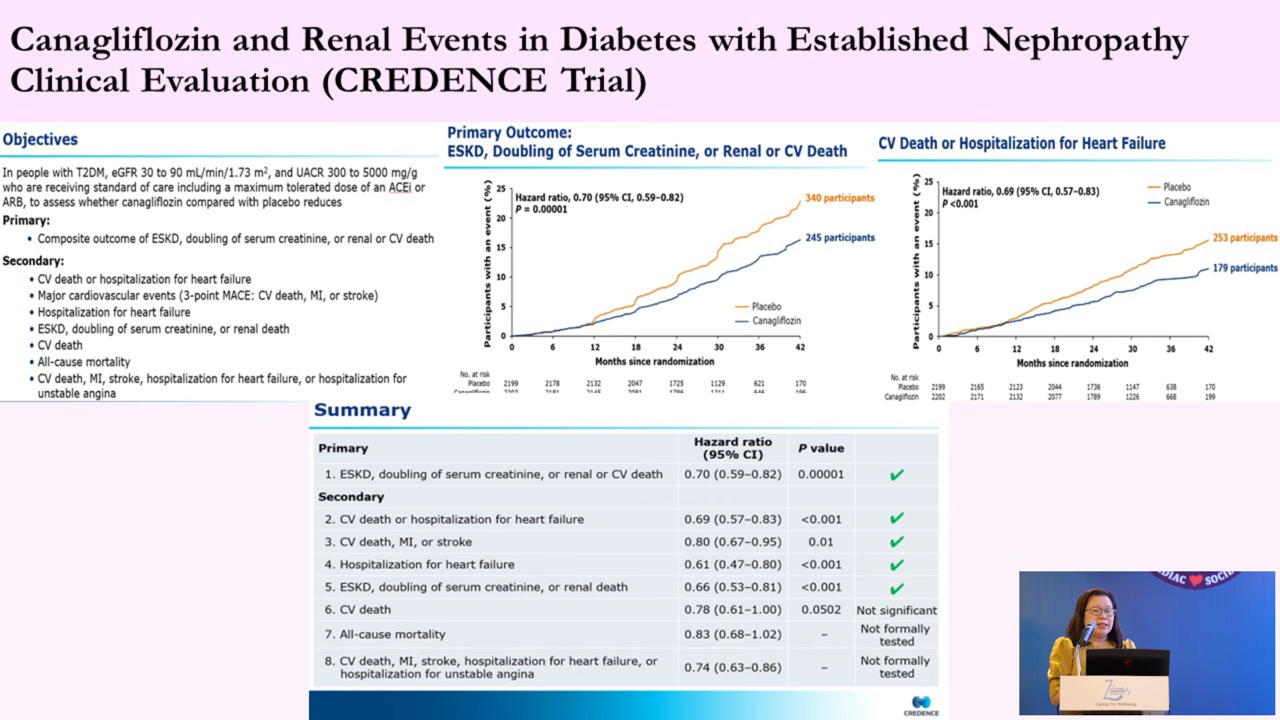 Canagliflozin and Renal Events in Diabetes with Established Nephropathy
Clinical Evaluation (CREDENCE Trial)
Objectives
In people with T2DM, eGFR 30 to 90 mL/min/1.73 m², and UACR 300 to 5000 mg/g
who are receiving standard of care including a maximum tolerated dose of an ACEi or
ARB, to assess whether canagliflozin compared with placebo reduces
Primary:
• Composite outcome of ESKD, doubling of serum creatinine, or renal or CV death
Secondary:
• CV death or hospitalization for heart failure
• Major cardiovascular events (3-point MACE: CV death, MI, or stroke)
• Hospitalization for heart failure
• ESKD, doubling of serum creatinine, or renal death
• CV death
• All-cause mortality
• CV death, MI, stroke, hospitalization for heart failure, or hospitalization for
unstable angina
Primary Outcome:
ESKD, Doubling of Serum Creatinine, or Renal or CV Death
Participants with an event (%)
25
20
15
10
5
0
Hazard ratio, 0.70 (95% CI, 0.59–0.82)
P = 0.00001
340 participants
245 participants
Placebo
Canagliflozin
0 6 12 18 24 30 36 42
Months since randomization
No. at risk
Placebo 2199 2178 2132 2047 1725 1129 621 170
CV Death or Hospitalization for Heart Failure
Participants with an event (%)
25
20
15
10
5
0
Hazard ratio, 0.69 (95% CI, 0.57–0.83)
P <0.001
Placebo
Canagliflozin
253 participants
179 participants
0 6 12 18 24 30 36 42
Months since randomization
No. at risk
Placebo 2199 2165 2123 2044 1736 1147 638 170
Canagliflozin 2202 2171 2132 2077 1789 1226 668 199
Summary
Primary Hazard ratio (95% CI) P value
1. ESKD, doubling of serum creatinine, or renal or CV death 0.70 (0.59–0.82) 0.00001 ✔
Secondary
2. CV death or hospitalization for heart failure 0.69 (0.57–0.83) <0.001 ✔
3. CV death, MI, or stroke 0.80 (0.67–0.95) 0.01 ✔
4. Hospitalization for heart failure 0.61 (0.47–0.80) <0.001 ✔
5. ESKD, doubling of serum creatinine, or renal death 0.66 (0.53–0.81) <0.001 ✔
6. CV death 0.78 (0.61–1.00) 0.0502 Not significant
7. All-cause mortality 0.83 (0.68–1.02) – Not formally tested
8. CV death, MI, stroke, hospitalization for heart failure, or hospitalization for unstable angina 0.74 (0.63–0.86) – Not formally tested
CREDENCE
Caring For Wellbeing